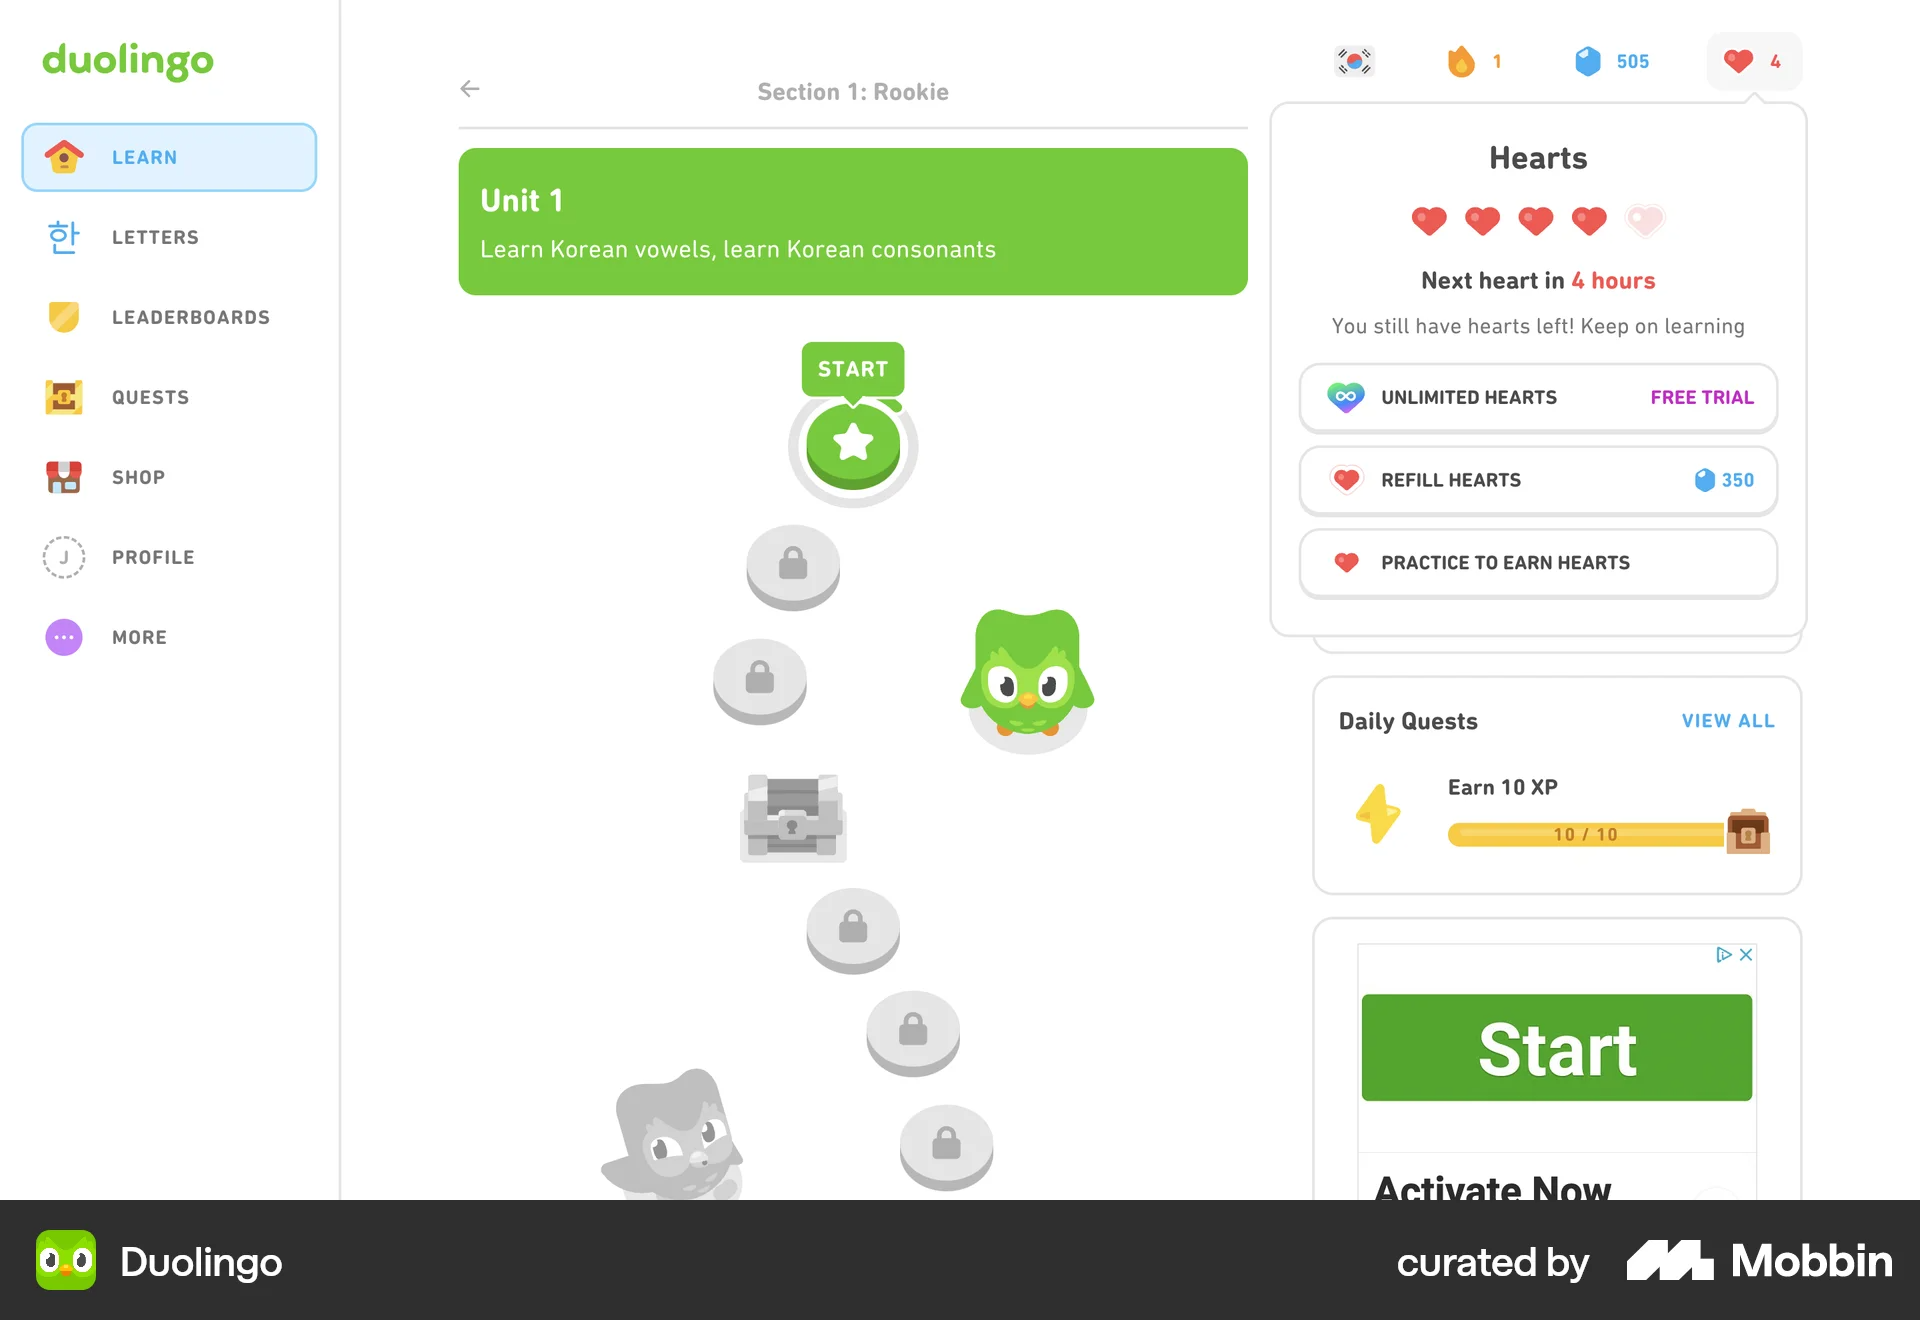 duolingo
LEARN
한 LETTERS
LEADERBOARDS
QUESTS
SHOP
J PROFILE
MORE
Section 1: Rookie
Unit 1
Learn Korean vowels, learn Korean consonants
START
1 505 4
Hearts
Next heart in 4 hours
You still have hearts left! Keep on learning
UNLIMITED HEARTS FREE TRIAL
REFILL HEARTS 350
PRACTICE TO EARN HEARTS
Daily Quests VIEW ALL
Earn 10 XP
10 / 10
Start
Activate Now
Duolingo
curated by Mobbin